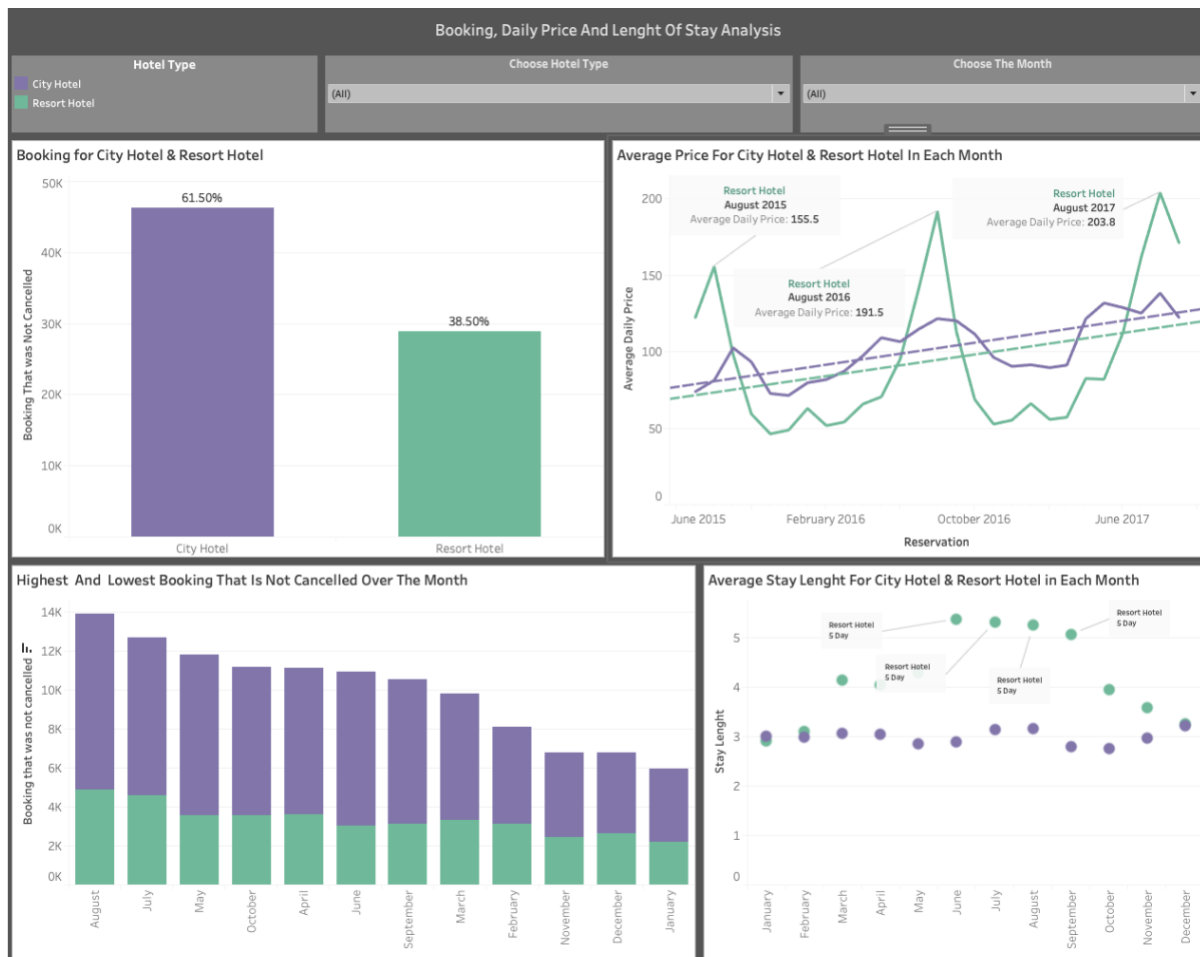 Booking, Daily Price And Lenght Of Stay Analysis
Hotel Type
City Hotel
Resort Hotel
Choose Hotel Type
(All)
Choose The Month
(All)
Booking for City Hotel & Resort Hotel
Booking That was Not Cancelled
50K
40K
30K
20K
10K
0K
61.50%
38.50%
City Hotel
Resort Hotel
Average Price For City Hotel & Resort Hotel In Each Month
Average Daily Price
200
150
100
50
0
Resort Hotel
August 2015
Average Daily Price: 155.5
Resort Hotel
August 2016
Average Daily Price: 191.5
Resort Hotel
August 2017
Average Daily Price: 203.8
June 2015
February 2016
October 2016
June 2017
Reservation
Highest And Lowest Booking That Is Not Cancelled Over The Month
Booking that was not cancelled
14K
12K
10K
8K
6K
4K
2K
0K
August
July
May
October
April
June
September
March
February
November
December
January
Average Stay Lenght For City Hotel & Resort Hotel in Each Month
Stay Lenght
5
4
3
2
1
0
Resort Hotel
5 Day
Resort Hotel
5 Day
Resort Hotel
5 Day
Resort Hotel
5 Day
January
February
March
April
May
June
July
August
September
October
November
December